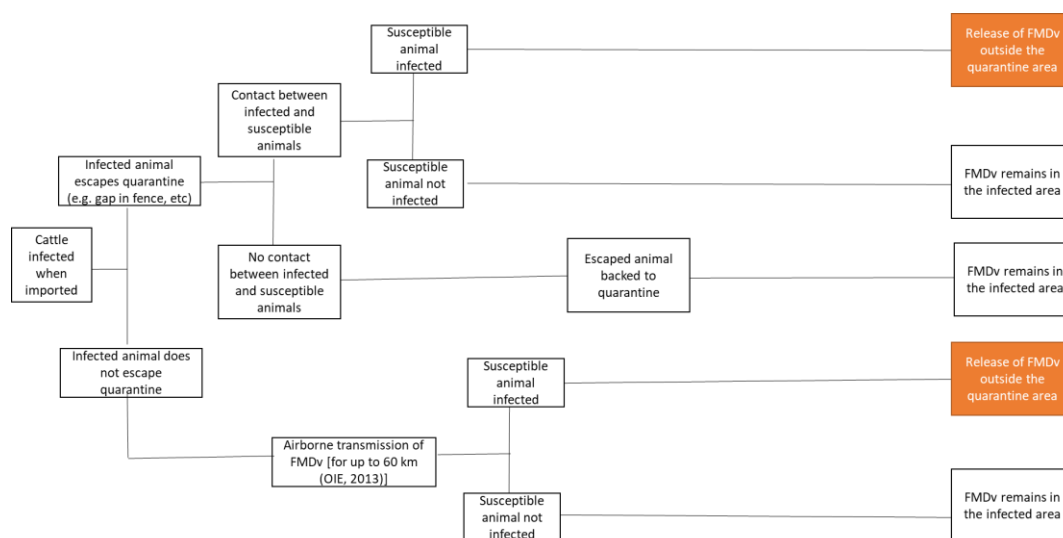 Susceptible
animal
infected
Release of FMDv
outside the
quarantine area
Contact between
infected and
susceptible
animals
Infected animal
escapes quarantine
(e.g. gap in fence, etc)
Susceptible
animal not
infected
FMDv remains in
the infected area
Cattle
infected
when
imported
No contact
between infected
and susceptible
animals
Escaped animal
backed to
quarantine
FMDv remains in
the infected area
Infected animal does
not escape
quarantine
Susceptible
animal
infected
Release of FMDv
outside the
quarantine area
Airborne transmission of
FMDv [for up to 60 km
(OIE, 2013)]
Susceptible
animal not
infected
FMDv remains in
the infected area